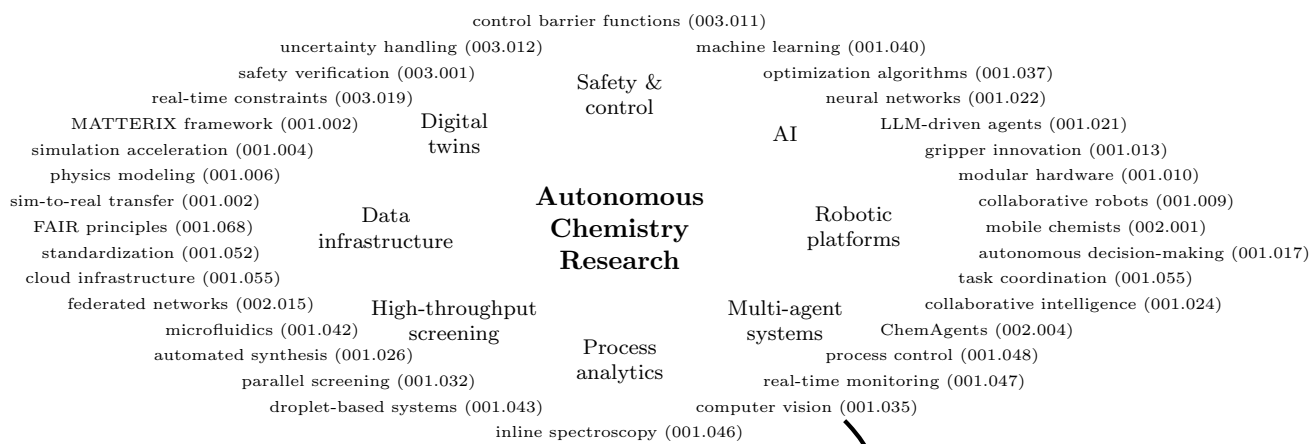 control barrier functions (003.011)
uncertainty handling (003.012)
machine learning (001.040)
safety verification (003.001)
optimization algorithms (001.037)
real-time constraints (003.019)
neural networks (001.022)
MATTERIX framework (001.002)
LLM-driven agents (001.021)
simulation acceleration (001.004)
gripper innovation (001.013)
physics modeling (001.006)
modular hardware (001.010)
sim-to-real transfer (001.002)
collaborative robots (001.009)
FAIR principles (001.068)
mobile chemists (002.001)
standardization (001.052)
autonomous decision-making (001.017)
cloud infrastructure (001.055)
task coordination (001.055)
federated networks (002.015)
collaborative intelligence (001.024)
microfluidics (001.042)
ChemAgents (002.004)
automated synthesis (001.026)
process control (001.048)
parallel screening (001.032)
real-time monitoring (001.047)
droplet-based systems (001.043)
computer vision (001.035)
inline spectroscopy (001.046)
Safety &
control
Digital
twins
AI
Data
infrastructure
Autonomous
Chemistry
Research
Robotic
platforms
High-throughput
screening
Multi-agent
systems
Process
analytics